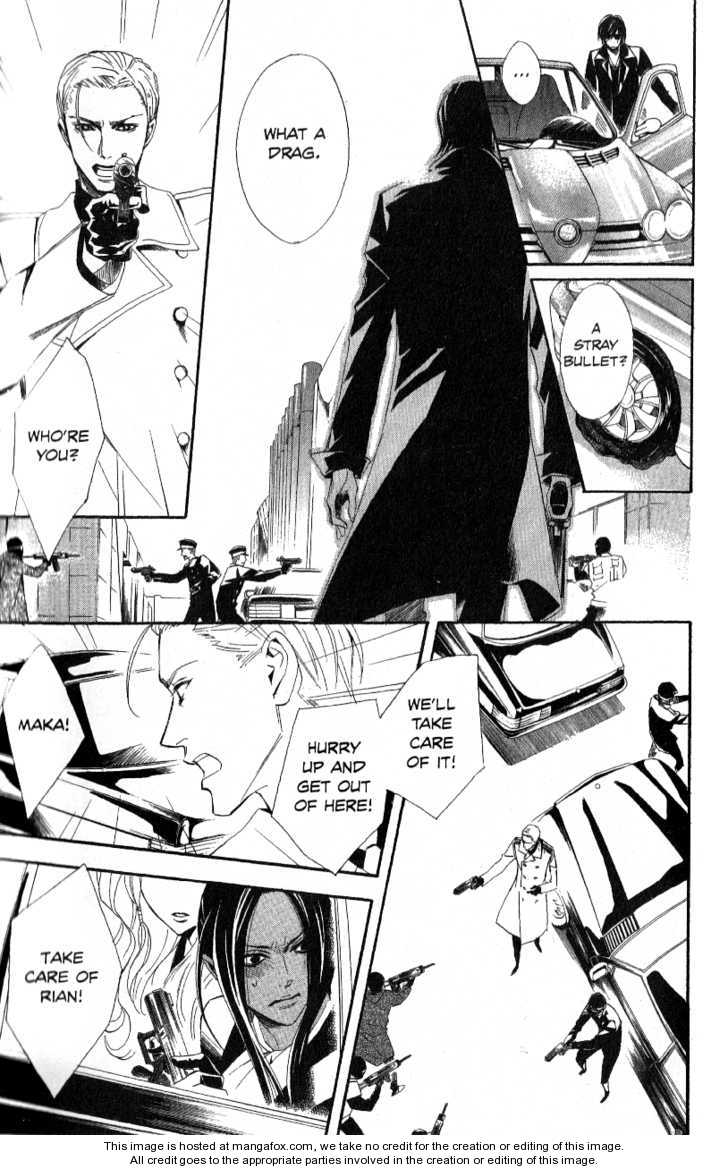 ...
A
STRAY
BULLET?
WHAT A
DRAG.
WHO'RE
YOU?
WE'LL
TAKE
CARE
OF IT!
HURRY
UP AND
GET OUT
OF HERE!
MAKA!
TAKE
CARE OF
RIAN!
This image is hosted at mangafox.com, we take no credit for the creation or editing of this image.
All credit goes to the appropriate parties involved in the creation or editing of this image.